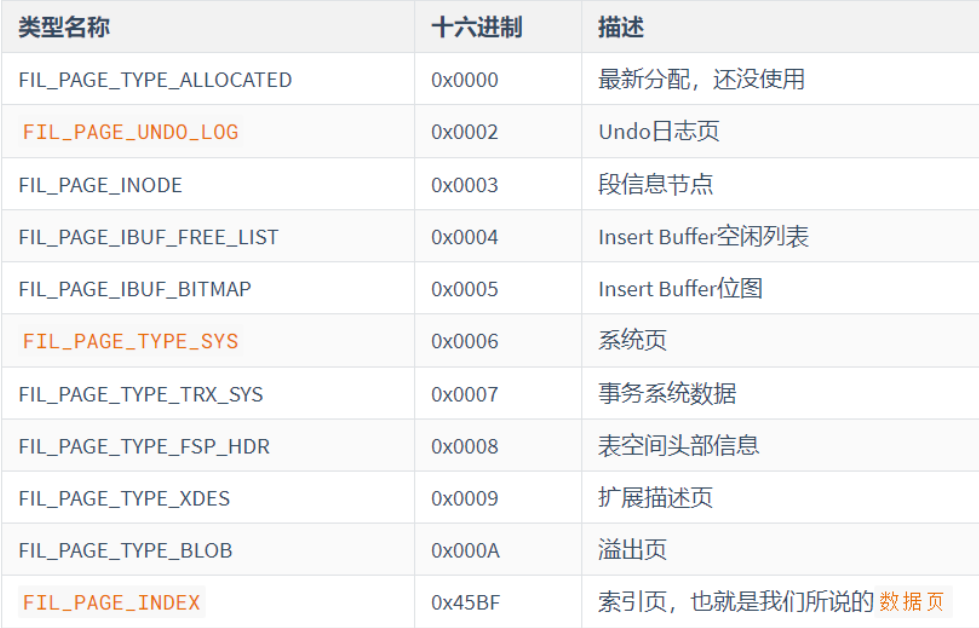 类型名称 十六进制 描述
FIL_PAGE_TYPE_ALLOCATED 0x0000 最新分配，还没使用
FIL_PAGE_UNDO_LOG 0x0002 Undo日志页
FIL_PAGE_INODE 0x0003 段信息节点
FIL_PAGE_IBUF_FREE_LIST 0x0004 Insert Buffer空闲列表
FIL_PAGE_IBUF_BITMAP 0x0005 Insert Buffer位图
FIL_PAGE_TYPE_SYS 0x0006 系统页
FIL_PAGE_TYPE_TRX_SYS 0x0007 事务系统数据
FIL_PAGE_TYPE_FSP_HDR 0x0008 表空间头部信息
FIL_PAGE_TYPE_XDES 0x0009 扩展描述页
FIL_PAGE_TYPE_BLOB 0x000A 溢出页
FIL_PAGE_INDEX 0x45BF 索引页，也就是我们所说的 数据页